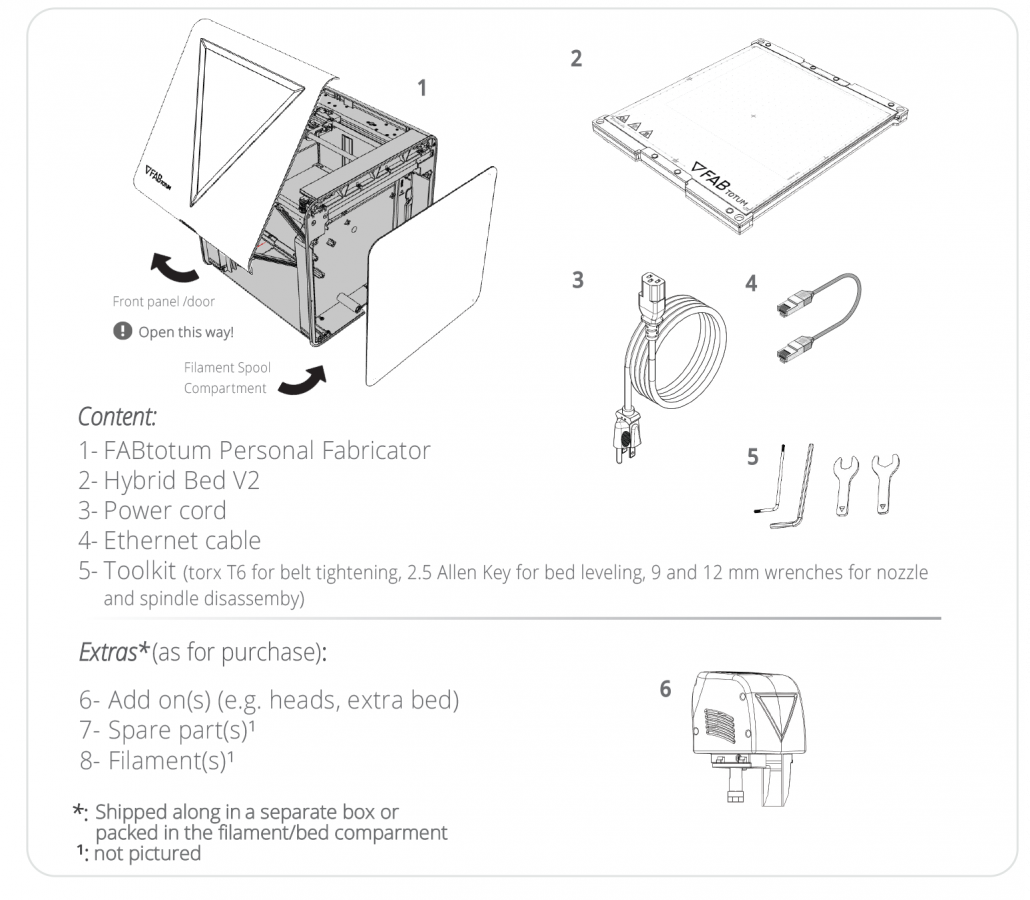 1
2
FABTOTUM
FABTOTUM
Front panel /door
! Open this way!
Filament Spool
Compartment
3
4
5
Content:
1- FABtotum Personal Fabricator
2- Hybrid Bed V2
3- Power cord
4- Ethernet cable
5- Toolkit (torx T6 for belt tightening, 2.5 Allen Key for bed leveling, 9 and 12 mm wrenches for nozzle
and spindle disassemby)
Extras*(as for purchase):
6- Add on(s) (e.g. heads, extra bed)
7- Spare part(s)¹
8- Filament(s)¹
6
*: Shipped along in a separate box or
packed in the filament/bed comparment
¹: not pictured